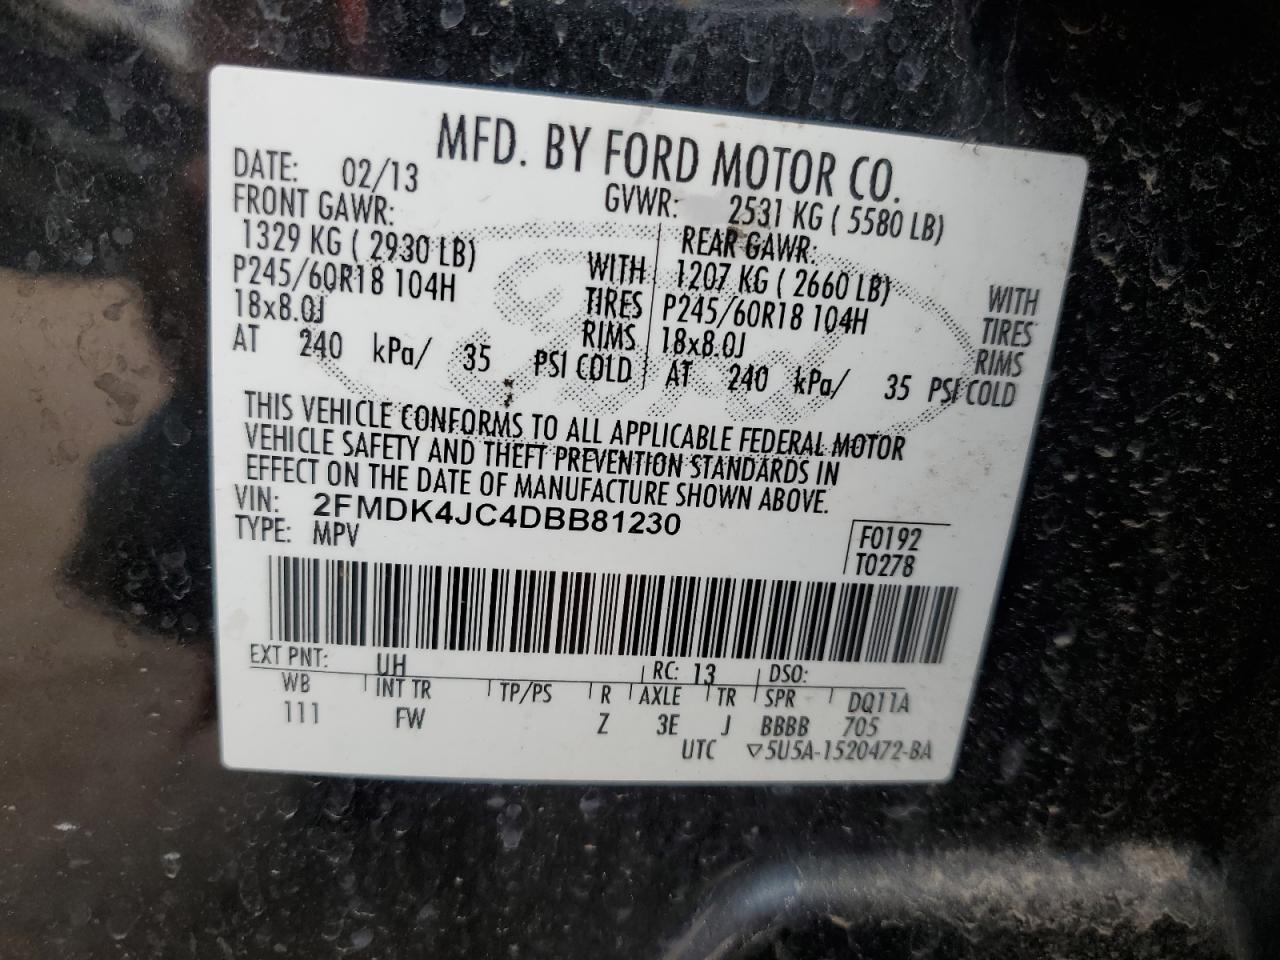 MFD. BY FORD MOTOR CO.
DATE: 02/13 GVWR: 2531 KG ( 5580 LB)
FRONT GAWR: REAR GAWR:
1329 KG ( 2930 LB) WITH 1207 KG ( 2660 LB) WITH
P245/60R18 104H TIRES P245/60R18 104H TIRES
18x8.0J RIMS 18x8.0J RIMS
AT 240 kPa/ 35 PSI COLD AT 240 kPa/ 35 PSI COLD
THIS VEHICLE CONFORMS TO ALL APPLICABLE FEDERAL MOTOR
VEHICLE SAFETY AND THEFT PREVENTION STANDARDS IN
EFFECT ON THE DATE OF MANUFACTURE SHOWN ABOVE.
VIN: 2FMDK4JC4DBB81230
TYPE: MPV
F0192
T0278
EXT PNT: UH RC: 13 DSO:
WB INT TR TP/PS R AXLE TR SPR DQ11A
111 FW Z 3E J BBBB 705
UTC ▽5U5A-1520472-BA